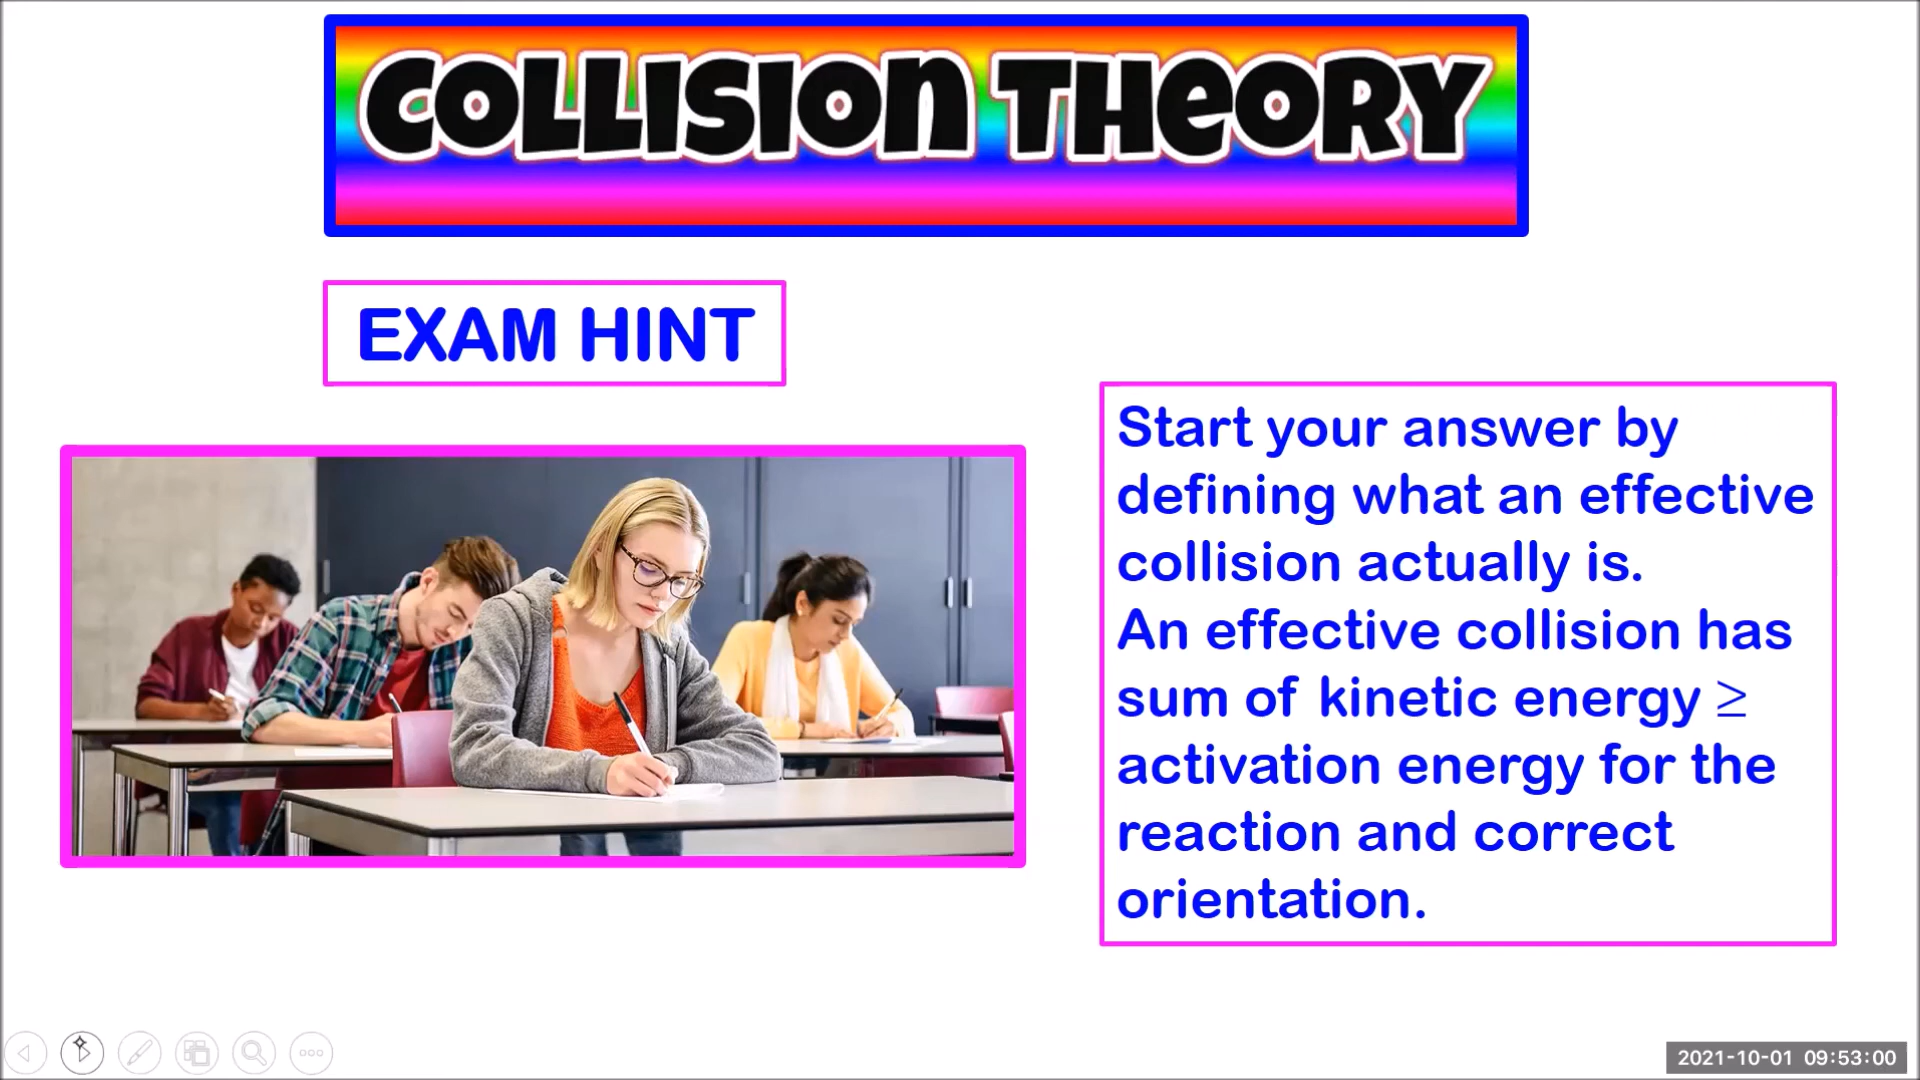 COLLISION THEORY
EXAM HINT
Start your answer by
defining what an effective
collision actually is.
An effective collision has
sum of kinetic energy ≥
activation energy for the
reaction and correct
orientation.
2021-10-01 09:53:00